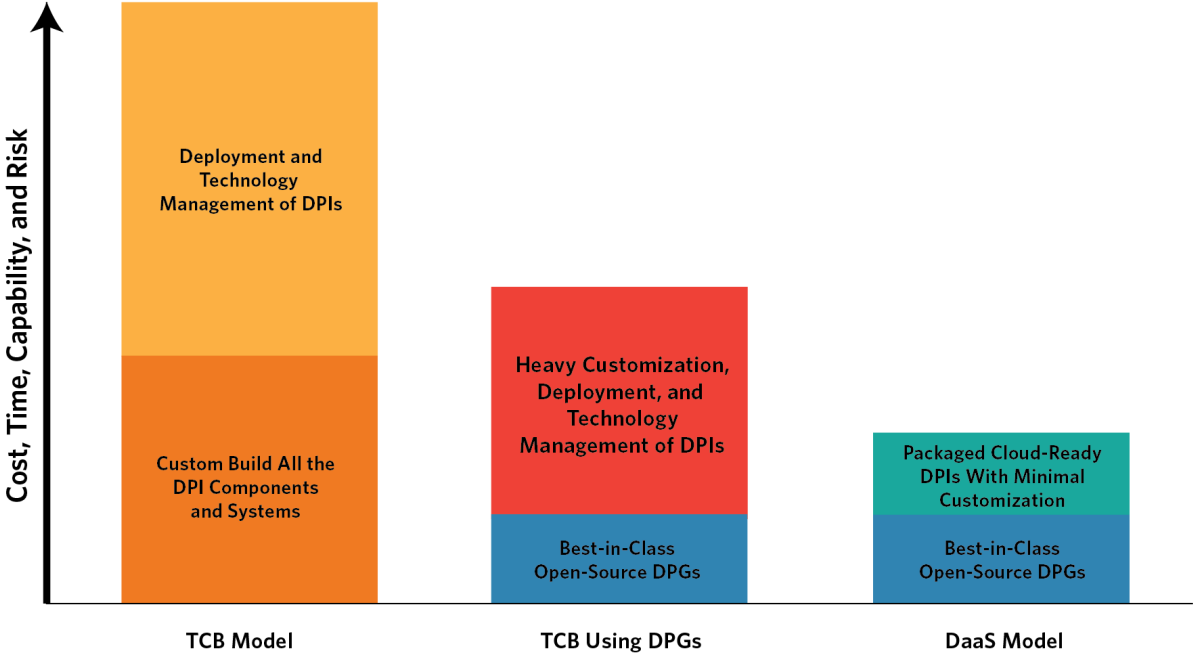 Cost, Time, Capability, and Risk
Deployment and
Technology
Management of DPIs
Custom Build All the
DPI Components
and Systems
Heavy Customization,
Deployment, and
Technology
Management of DPIs
Best-in-Class
Open-Source DPGs
Packaged Cloud-Ready
DPIs With Minimal
Customization
Best-in-Class
Open-Source DPGs
TCB Model
TCB Using DPGs
DaaS Model